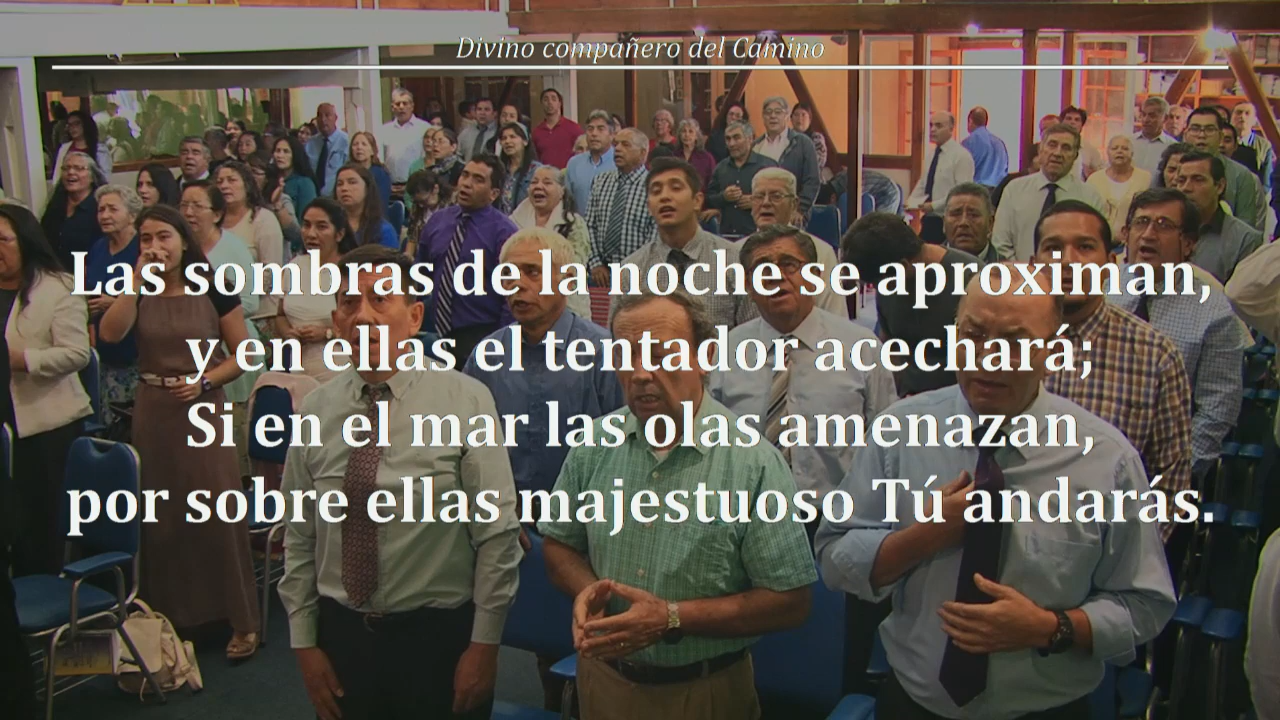 Divino compañero del Camino
Las sombras de la noche se aproximan,
y en ellas el tentador acechará;
Si en el mar las olas amenazan,
por sobre ellas majestuoso Tú andarás.